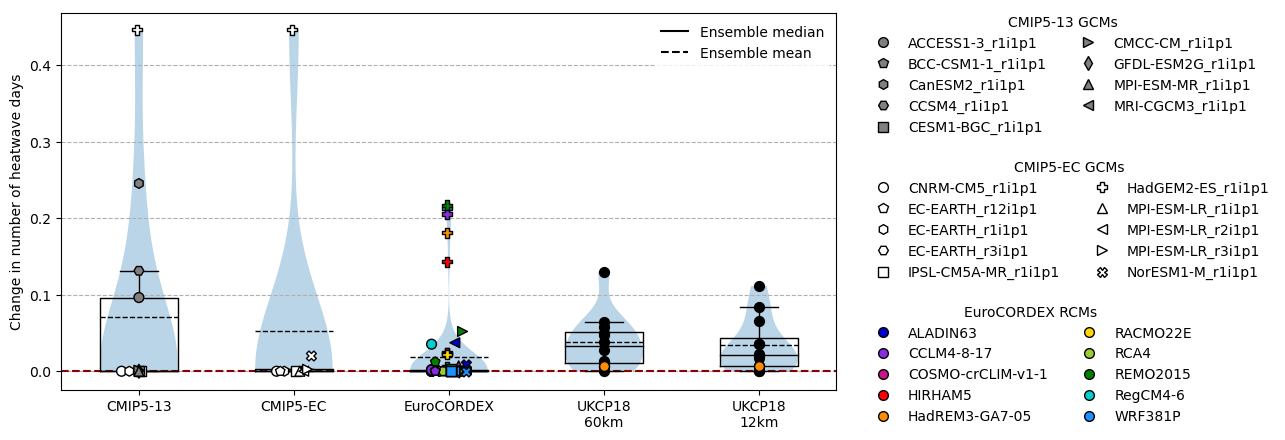 Change in number of heatwave days
0.4
0.3
0.2
0.1
0.0
Ensemble median
Ensemble mean
CMIP5-13
CMIP5-EC
EuroCORDEX
UKCP18
60km
UKCP18
12km
CMIP5-13 GCMs
ACCESS1-3_r1i1p1
BCC-CSM1-1_r1i1p1
CanESM2_r1i1p1
CCSM4_r1i1p1
CESM1-BGC_r1i1p1
CMCC-CM_r1i1p1
GFDL-ESM2G_r1i1p1
MPI-ESM-MR_r1i1p1
MRI-CGCM3_r1i1p1
CMIP5-EC GCMs
CNRM-CM5_r1i1p1
EC-EARTH_r12i1p1
EC-EARTH_r1i1p1
EC-EARTH_r3i1p1
IPSL-CM5A-MR_r1i1p1
HadGEM2-ES_r1i1p1
MPI-ESM-LR_r1i1p1
MPI-ESM-LR_r2i1p1
MPI-ESM-LR_r3i1p1
NorESM1-M_r1i1p1
EuroCORDEX RCMs
ALADIN63
CCLM4-8-17
COSMO-crCLIM-v1-1
HIRHAM5
HadREM3-GA7-05
RACMO22E
RCA4
REMO2015
RegCM4-6
WRF381P